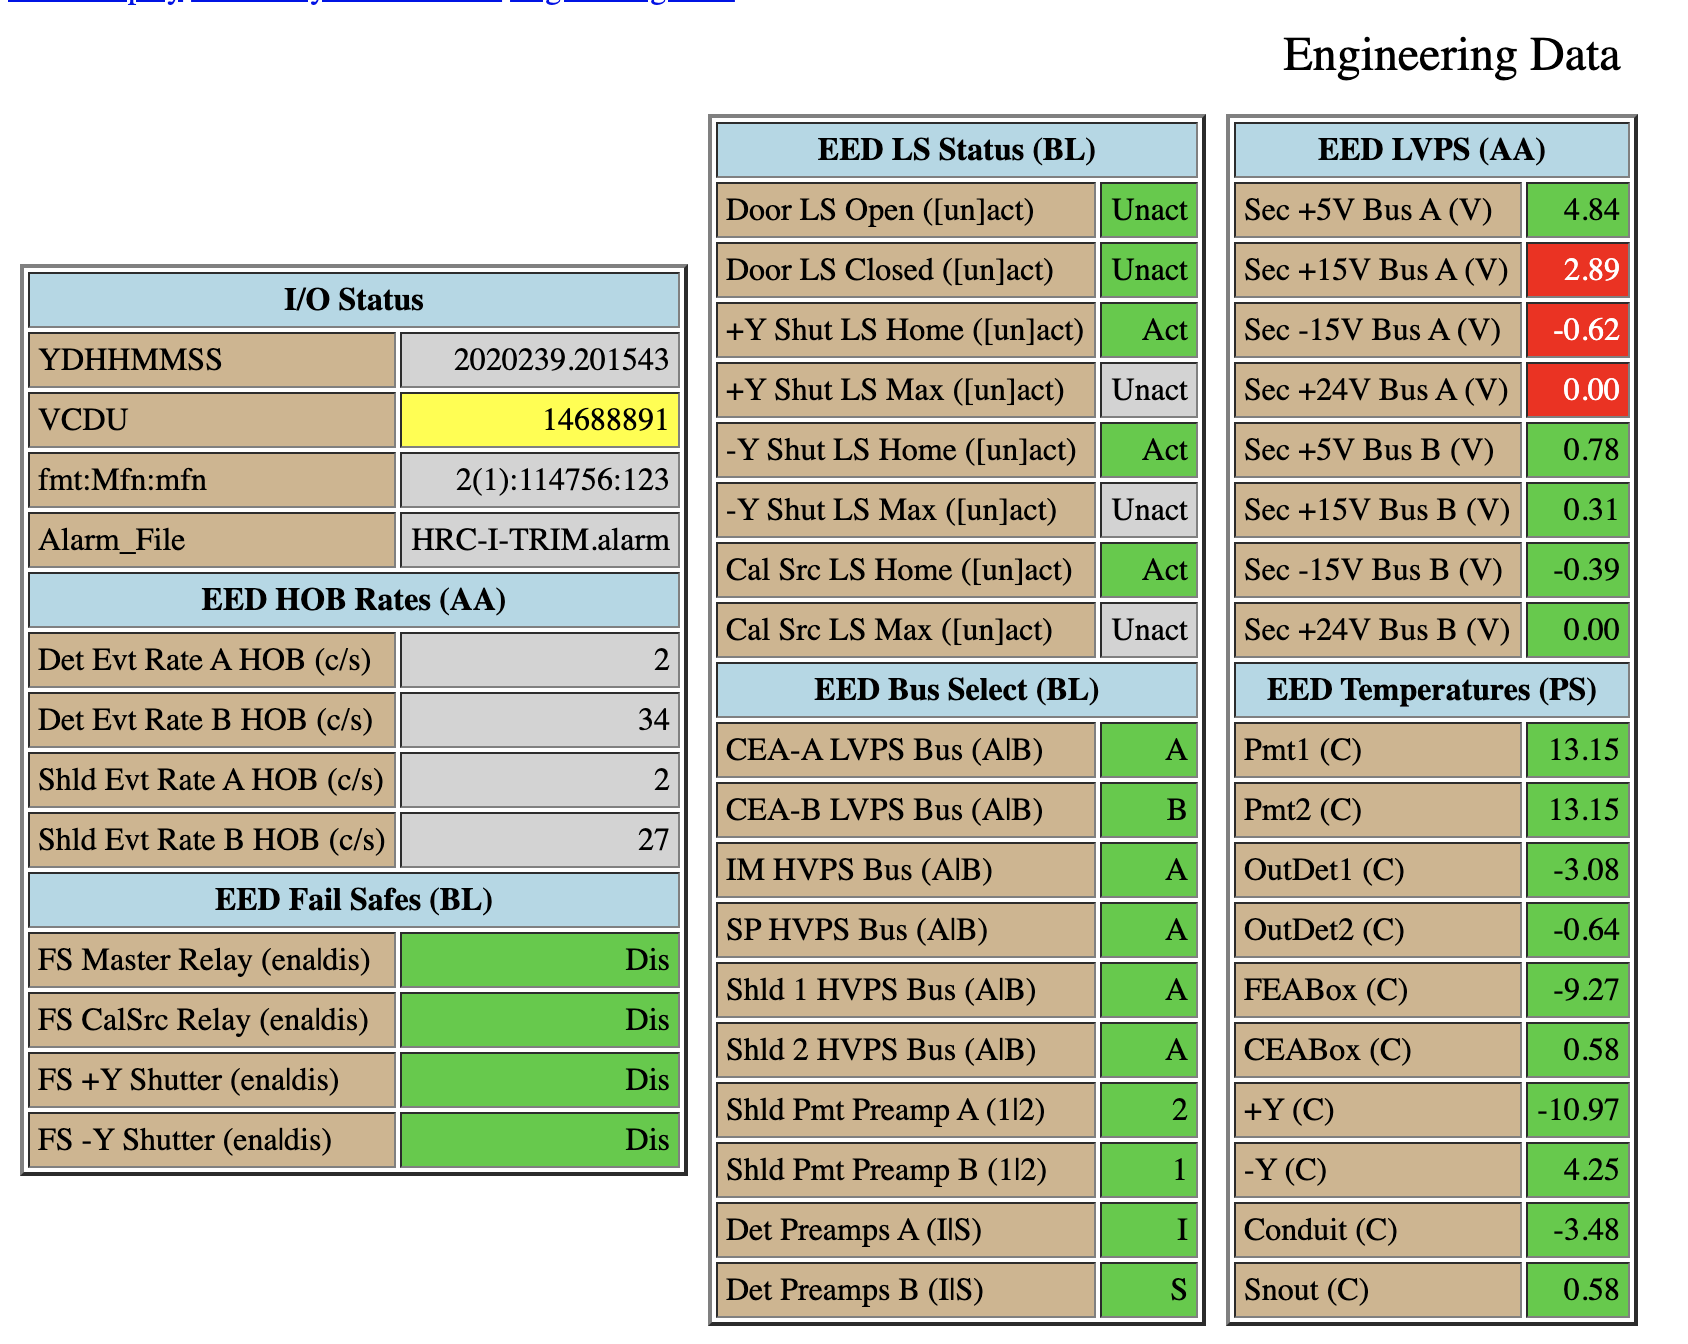 Engineering Data
I/O Status
YDHHMMSS 2020239.201543
VCDU 14688891
fmt:Mfn:mfn 2(1):114756:123
Alarm_File HRC-I-TRIM.alarm
EED HOB Rates (AA)
Det Evt Rate A HOB (c/s) 2
Det Evt Rate B HOB (c/s) 34
Shld Evt Rate A HOB (c/s) 2
Shld Evt Rate B HOB (c/s) 27
EED Fail Safes (BL)
FS Master Relay (ena|dis) Dis
FS CalSrc Relay (ena|dis) Dis
FS +Y Shutter (ena|dis) Dis
FS -Y Shutter (ena|dis) Dis
EED LS Status (BL)
Door LS Open ([un]act) Unact
Door LS Closed ([un]act) Unact
+Y Shut LS Home ([un]act) Act
+Y Shut LS Max ([un]act) Unact
-Y Shut LS Home ([un]act) Act
-Y Shut LS Max ([un]act) Unact
Cal Src LS Home ([un]act) Act
Cal Src LS Max ([un]act) Unact
EED Bus Select (BL)
CEA-A LVPS Bus (A|B) A
CEA-B LVPS Bus (A|B) B
IM HVPS Bus (A|B) A
SP HVPS Bus (A|B) A
Shld 1 HVPS Bus (A|B) A
Shld 2 HVPS Bus (A|B) A
Shld Pmt Preamp A (1|2) 2
Shld Pmt Preamp B (1|2) 1
Det Preamps A (I|S) I
Det Preamps B (I|S) S
EED LVPS (AA)
Sec +5V Bus A (V) 4.84
Sec +15V Bus A (V) 2.89
Sec -15V Bus A (V) -0.62
Sec +24V Bus A (V) 0.00
Sec +5V Bus B (V) 0.78
Sec +15V Bus B (V) 0.31
Sec -15V Bus B (V) -0.39
Sec +24V Bus B (V) 0.00
EED Temperatures (PS)
Pmt1 (C) 13.15
Pmt2 (C) 13.15
OutDet1 (C) -3.08
OutDet2 (C) -0.64
FEABox (C) -9.27
CEABox (C) 0.58
+Y (C) -10.97
-Y (C) 4.25
Conduit (C) -3.48
Snout (C) 0.58